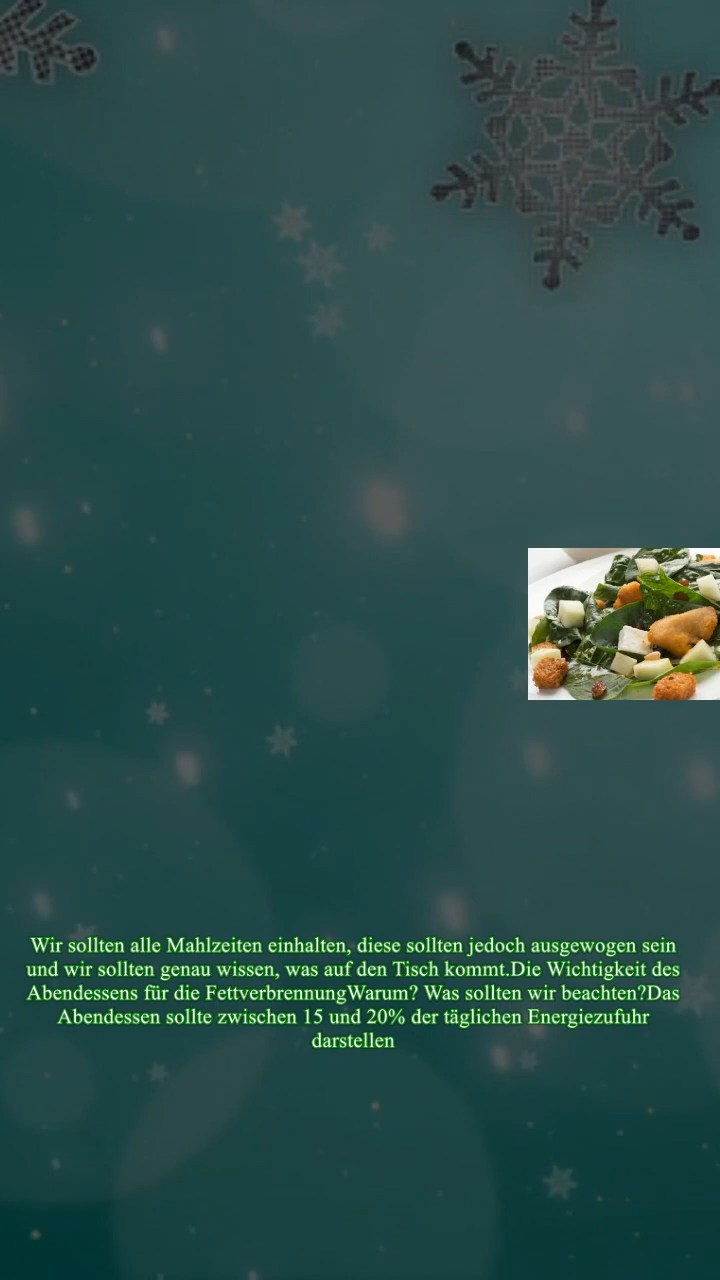 Wir sollten alle Mahlzeiten einhalten, diese sollten jedoch ausgewogen sein
und wir sollten genau wissen, was auf den Tisch kommt.Die Wichtigkeit des
Abendessens für die FettverbrennungWarum? Was sollten wir beachten?Das
Abendessen sollte zwischen 15 und 20% der täglichen Energiezufuhr
darstellen